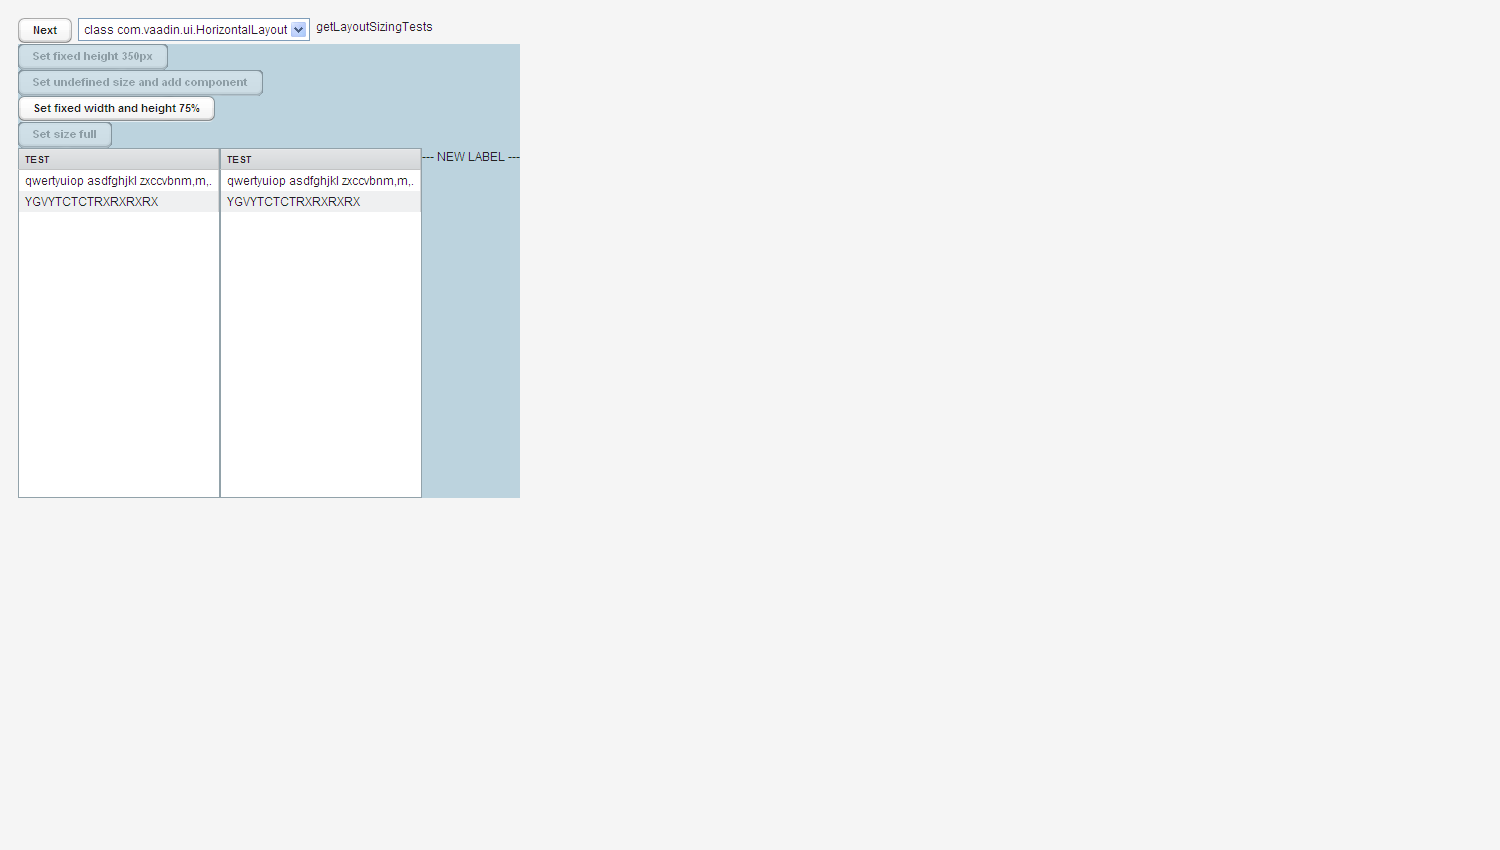 Next class com.vaadin.ui.HorizontalLayout getLayoutSizingTests
Set fixed height 350px
Set undefined size and add component
Set fixed width and height 75%
Set size full
TEST TEST --- NEW LABEL ---
qwertyuiop asdfghjkl zxccvbnm,m,. qwertyuiop asdfghjkl zxccvbnm,m,.
YGVYTCTCTRXRXRXRX YGVYTCTCTRXRXRXRX